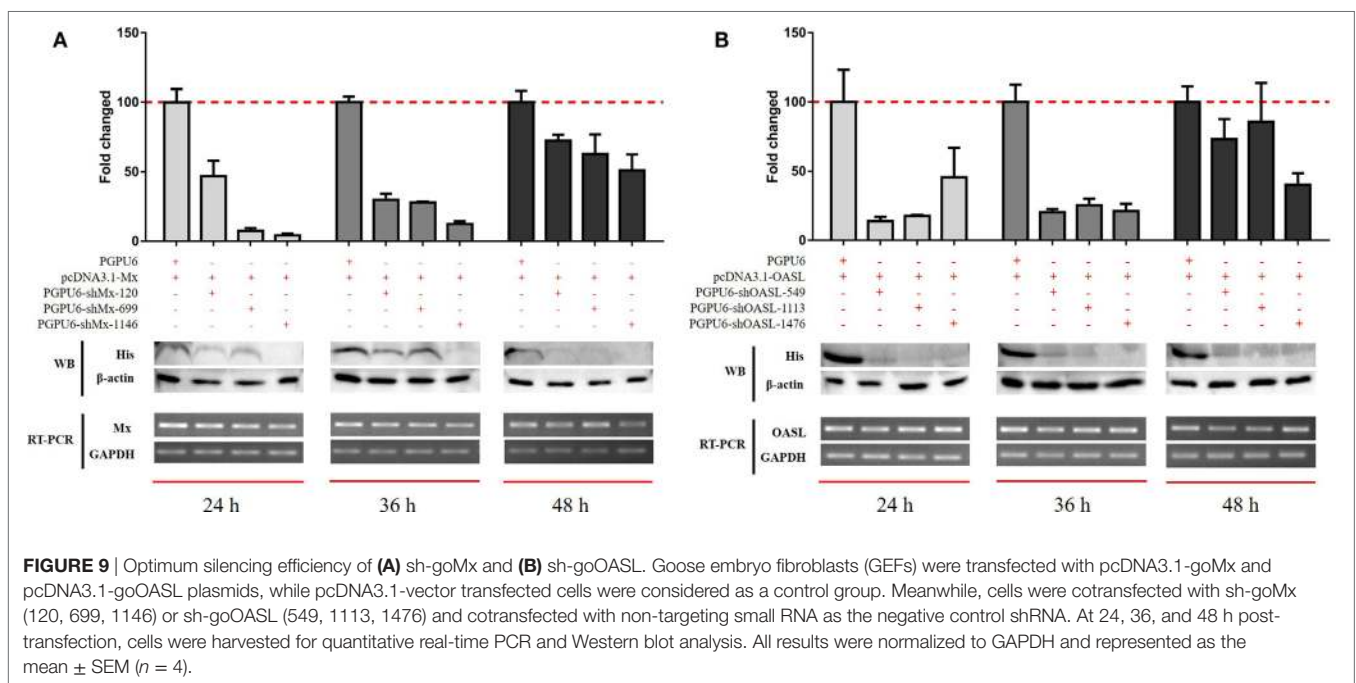 A
150
100
50
0
Fold changed
PGPU6 + - - - + - - - + - - -
pcDNA3.1-Mx + + + + + + + + + + + +
PGPU6-shMx-120 - + - - - + - - - + - -
PGPU6-shMx-699 - - + - - - + - - - + -
PGPU6-shMx-1146 - - - + - - - + - - - +
WB
His
β-actin
RT-PCR
Mx
GAPDH
24 h 36 h 48 h
B
150
100
50
0
Fold changed
PGPU6 + - - - + - - - + - - -
pcDNA3.1-OASL + + + + + + + + + + + +
PGPU6-shOASL-549 - + - - - + - - - + - -
PGPU6-shOASL-1113 - - + - - - + - - - + -
PGPU6-shOASL-1476 - - - + - - - + - - - +
WB
His
β-actin
RT-PCR
OASL
GAPDH
24 h 36 h 48 h
FIGURE 9 | Optimum silencing efficiency of (A) sh-goMx and (B) sh-goOASL. Goose embryo fibroblasts (GEFs) were transfected with pcDNA3.1-goMx and
pcDNA3.1-goOASL plasmids, while pcDNA3.1-vector transfected cells were considered as a control group. Meanwhile, cells were cotransfected with sh-goMx
(120, 699, 1146) or sh-goOASL (549, 1113, 1476) and cotransfected with non-targeting small RNA as the negative control shRNA. At 24, 36, and 48 h post-
transfection, cells were harvested for quantitative real-time PCR and Western blot analysis. All results were normalized to GAPDH and represented as the
mean ± SEM (n = 4).